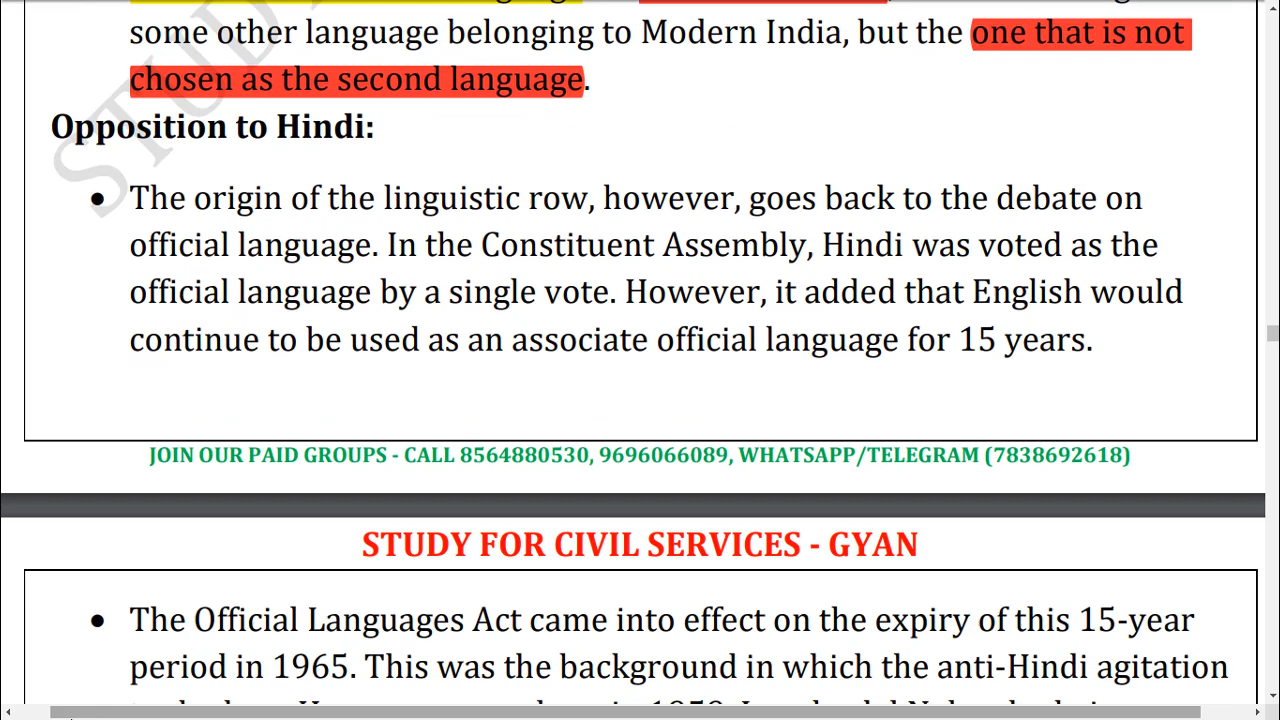 some other language belonging to Modern India, but the one that is not
chosen as the second language.
Opposition to Hindi:
• The origin of the linguistic row, however, goes back to the debate on
official language. In the Constituent Assembly, Hindi was voted as the
official language by a single vote. However, it added that English would
continue to be used as an associate official language for 15 years.
JOIN OUR PAID GROUPS - CALL 8564880530, 9696066089, WHATSAPP/TELEGRAM (7838692618)
STUDY FOR CIVIL SERVICES - GYAN
• The Official Languages Act came into effect on the expiry of this 15-year
period in 1965. This was the background in which the anti-Hindi agitation